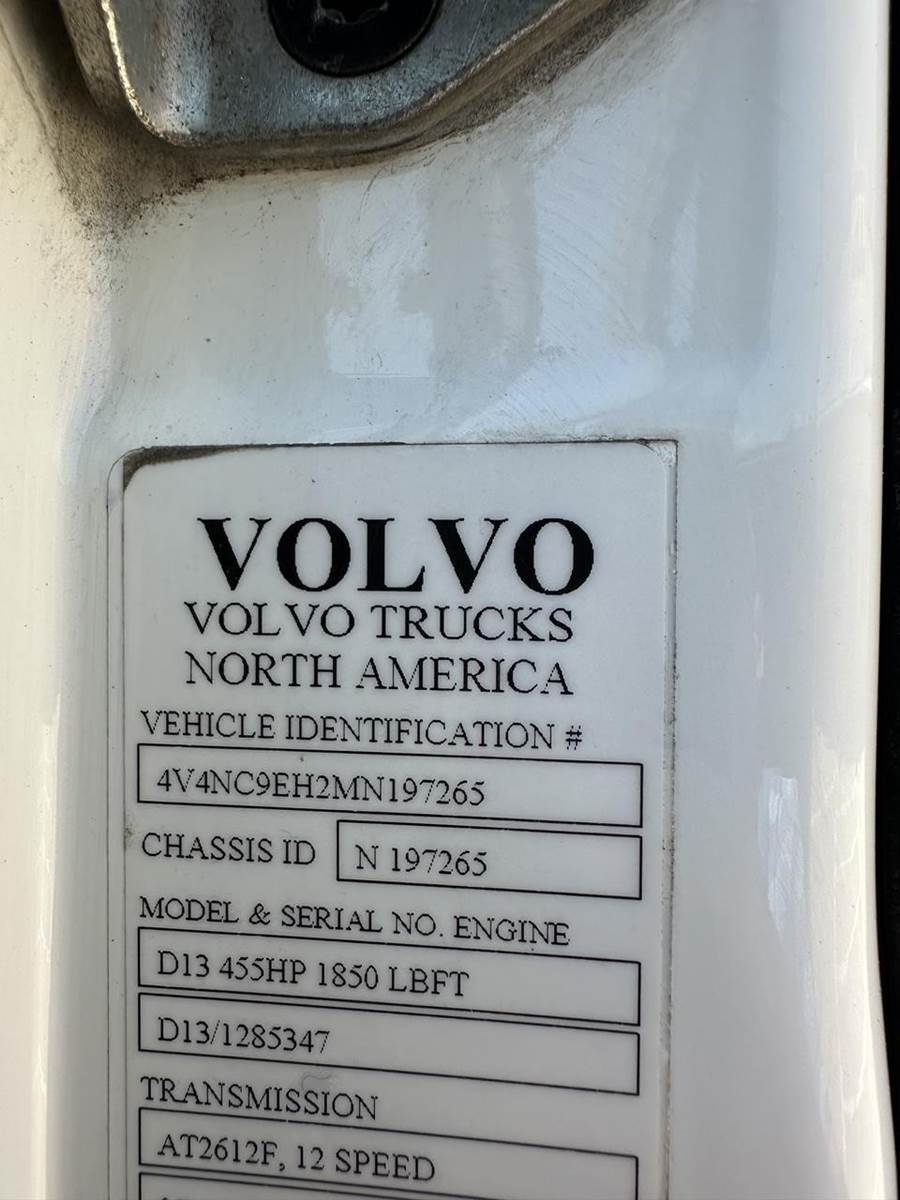 VOLVO
VOLVO TRUCKS
NORTH AMERICA
VEHICLE IDENTIFICATION #
4V4NC9EH2MN197265
CHASSIS ID N 197265
MODEL & SERIAL NO. ENGINE
D13 455HP 1850 LBFT
D13/1285347
TRANSMISSION
AT2612F, 12 SPEED